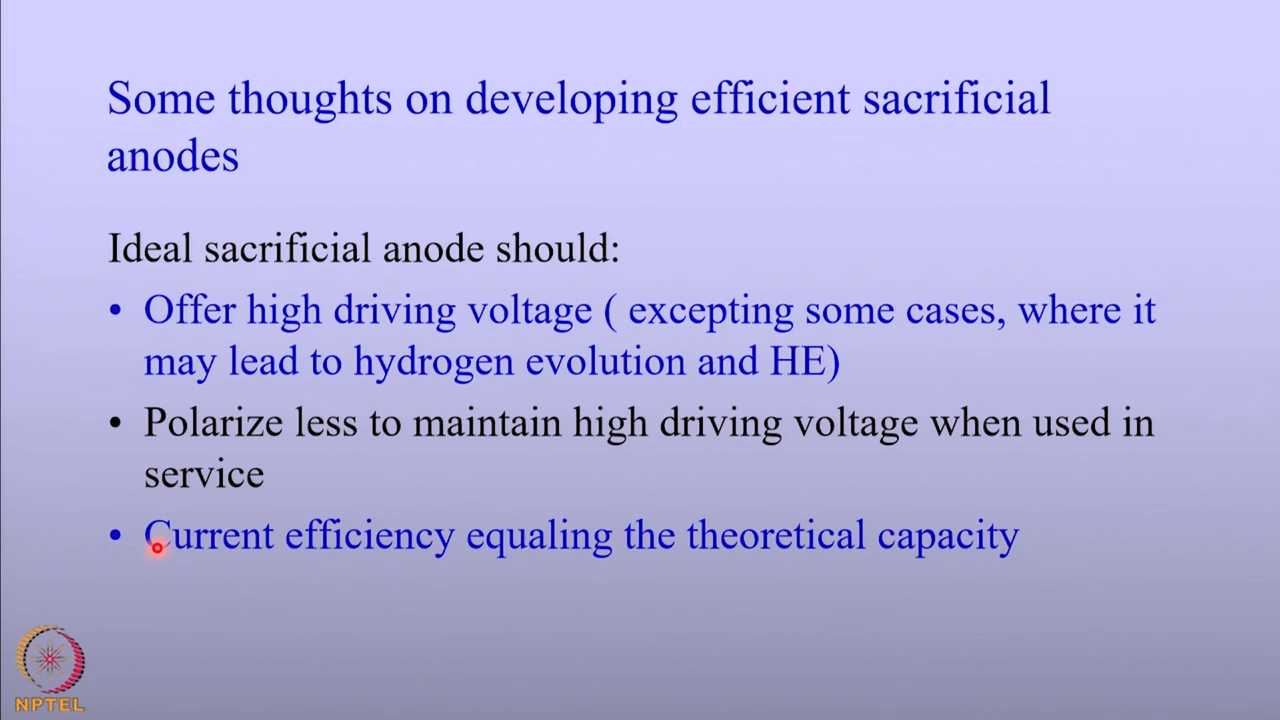 Some thoughts on developing efficient sacrificial
anodes
Ideal sacrificial anode should:
• Offer high driving voltage ( excepting some cases, where it
may lead to hydrogen evolution and HE)
• Polarize less to maintain high driving voltage when used in
service
• Current efficiency equaling the theoretical capacity
NPTEL